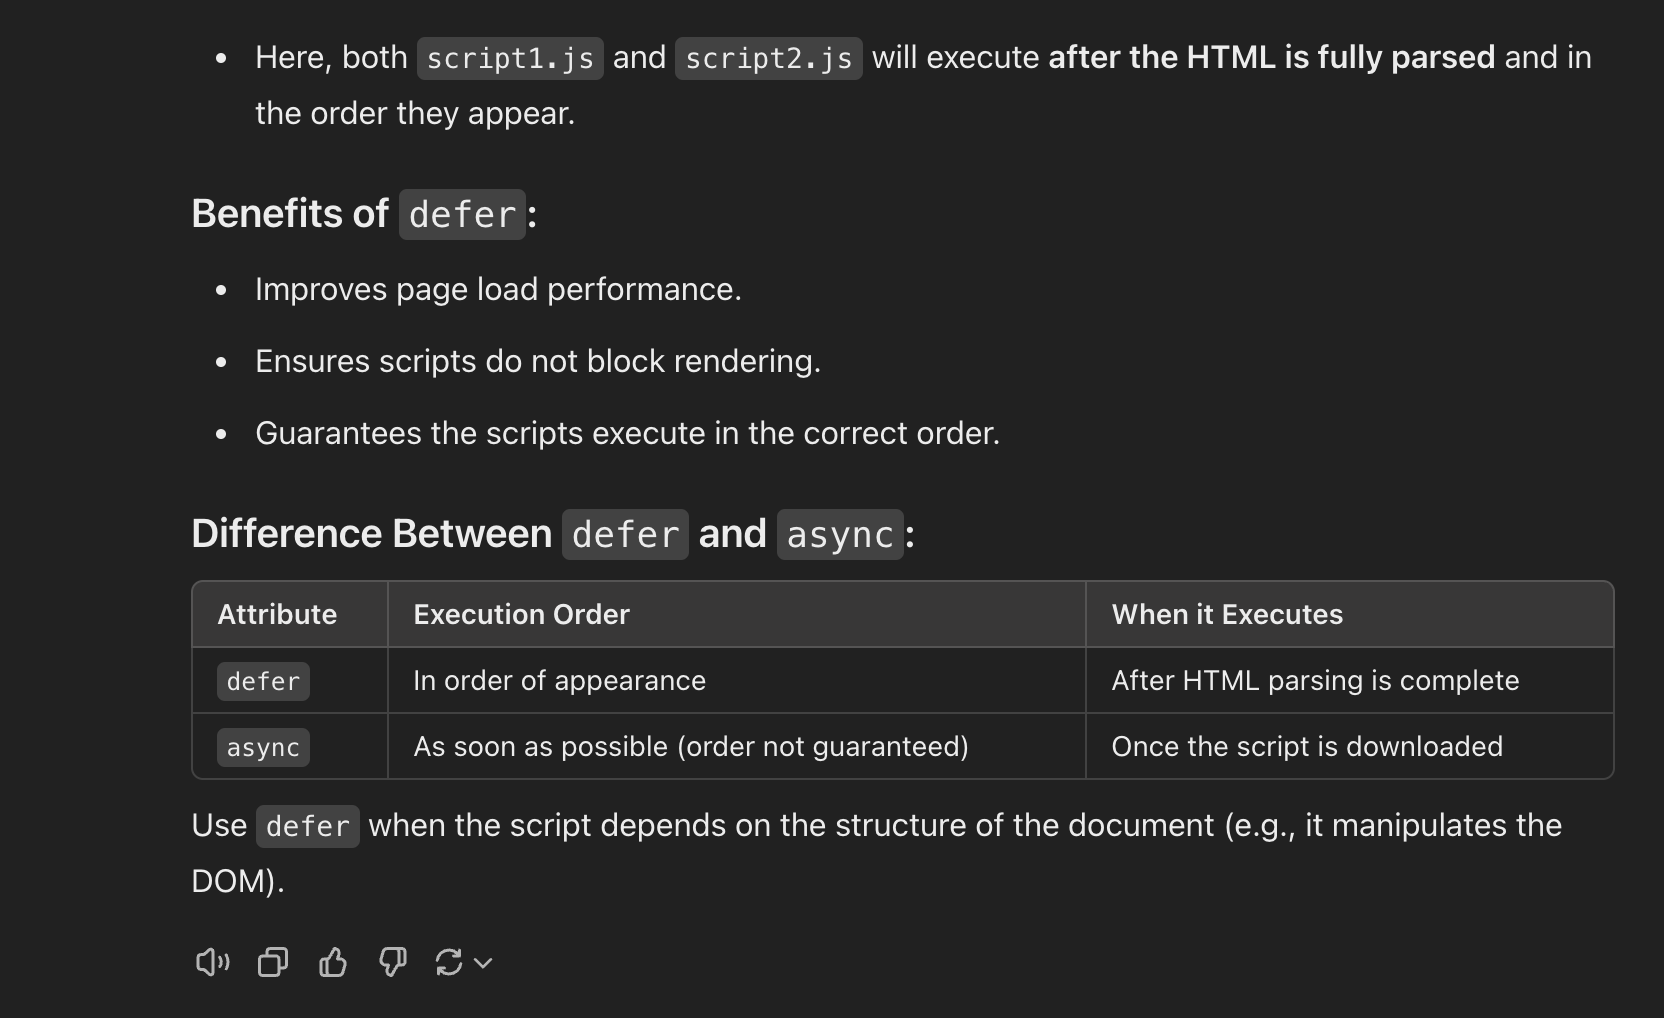 Here, both script1.js and script2.js will execute after the HTML is fully parsed and in
the order they appear.
Benefits of defer:
Improves page load performance.
Ensures scripts do not block rendering.
Guarantees the scripts execute in the correct order.
Difference Between defer and async:
Attribute Execution Order When it Executes
defer In order of appearance After HTML parsing is complete
async As soon as possible (order not guaranteed) Once the script is downloaded
Use defer when the script depends on the structure of the document (e.g., it manipulates the
DOM).